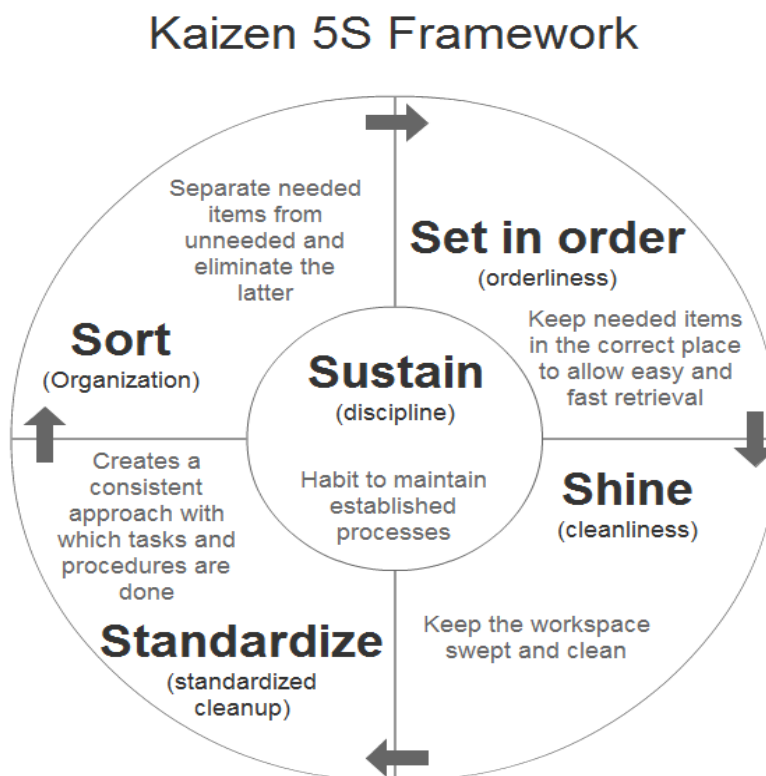 Kaizen 5S Framework
Separate needed
items from
unneeded and
eliminate the
latter
Sort
(Organization)
Set in order
(orderliness)
Keep needed items
in the correct place
to allow easy and
fast retrieval
Sustain
(discipline)
Habit to maintain
established
processes
Shine
(cleanliness)
Keep the workspace
swept and clean
Creates a
consistent
approach with
which tasks and
procedures are
done
Standardize
(standardized
cleanup)